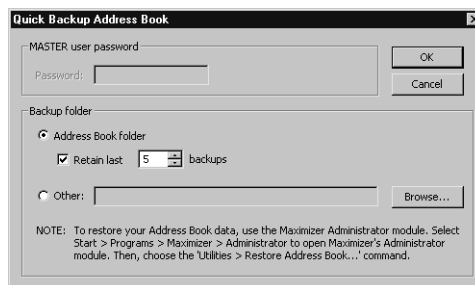 Quick Backup Address Book
MASTER user password
Password:
OK
Cancel
Backup folder
Address Book folder
Retain last 5 backups
Other:
Browse...
NOTE: To restore your Address Book data, use the Maximizer Administrator module. Select
Start > Programs > Maximizer > Administrator to open Maximizer's Administrator
module. Then, choose the 'Utilities > Restore Address Book...' command.